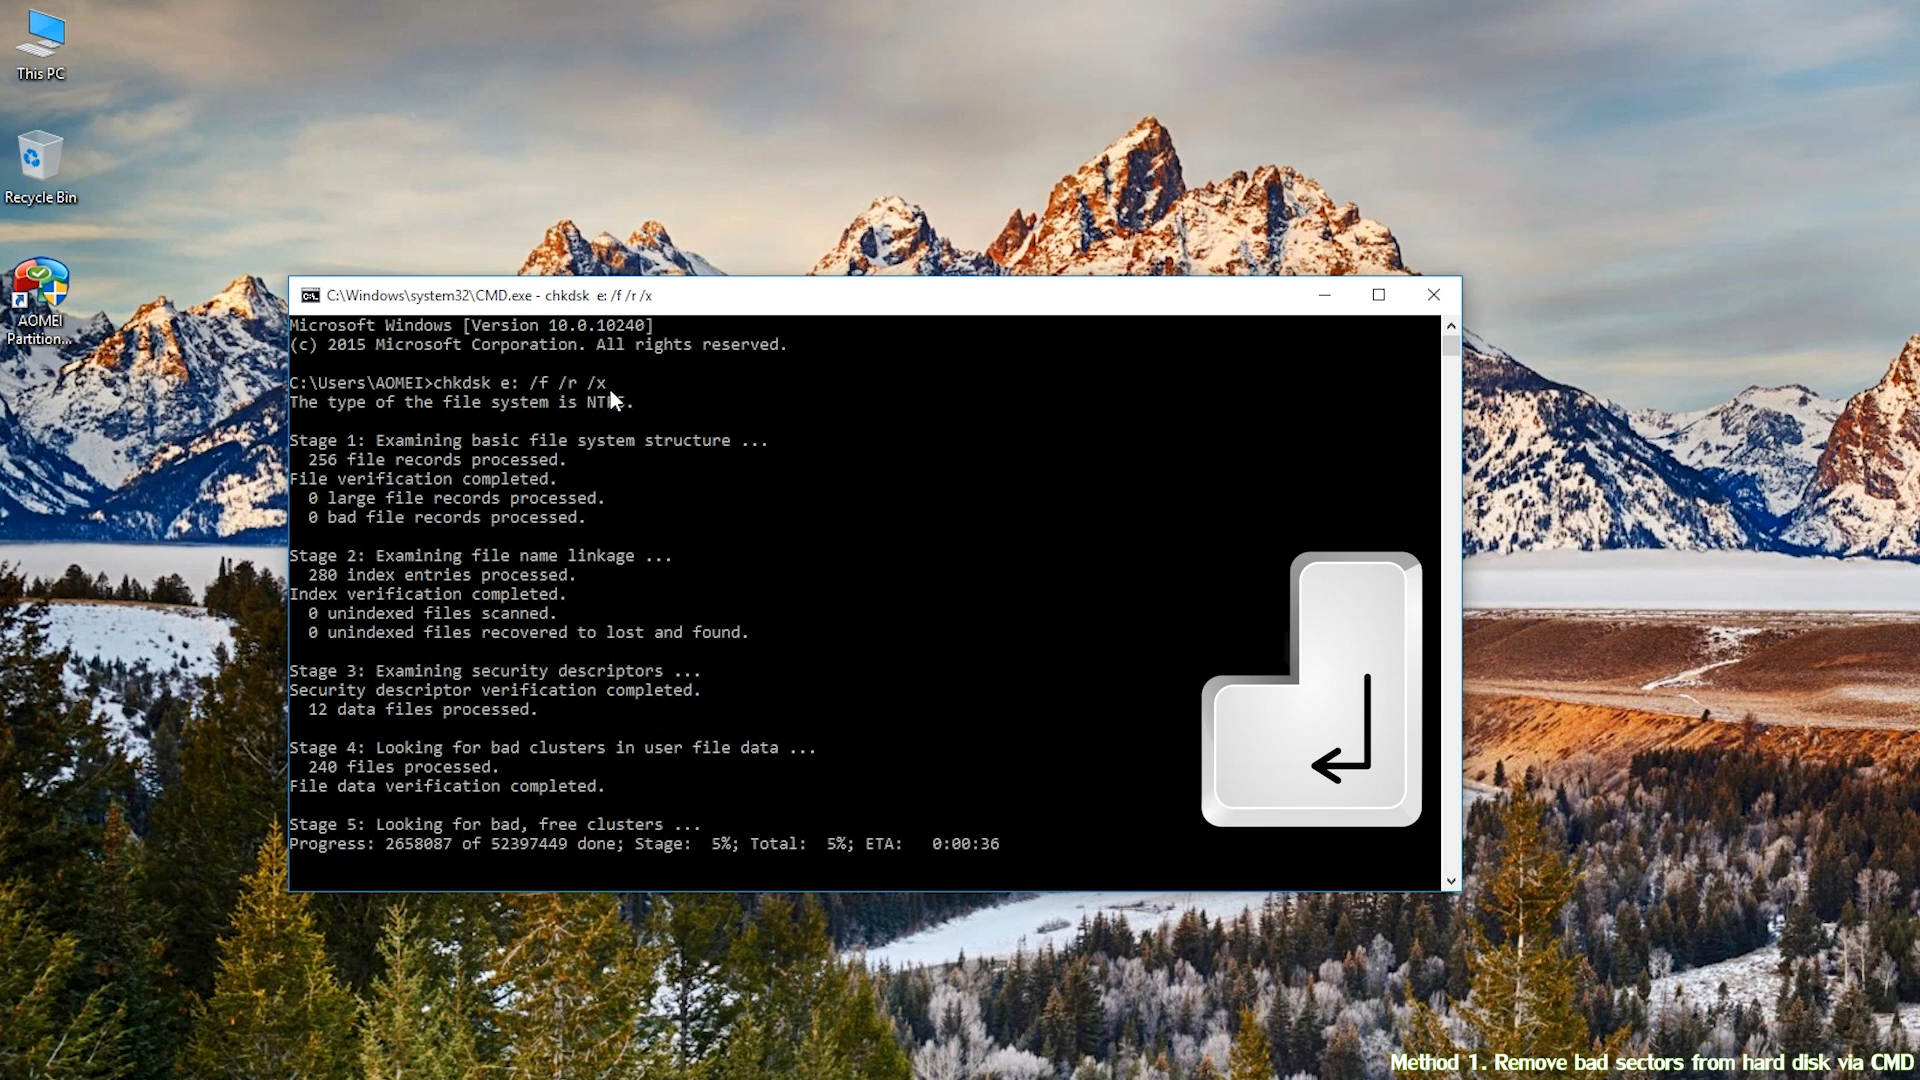 This PC
Recycle Bin
AOMEI
Partition...
C:\Windows\system32\CMD.exe - chkdsk  e: /f /r /x
Microsoft Windows [Version 10.0.10240]
(c) 2015 Microsoft Corporation. All rights reserved.
C:\Users\AOMEI>chkdsk e: /f /r /x
The type of the file system is NTFS.
Stage 1: Examining basic file system structure ...
  256 file records processed.
File verification completed.
  0 large file records processed.
  0 bad file records processed.
Stage 2: Examining file name linkage ...
  280 index entries processed.
Index verification completed.
  0 unindexed files scanned.
  0 unindexed files recovered to lost and found.
Stage 3: Examining security descriptors ...
Security descriptor verification completed.
  12 data files processed.
Stage 4: Looking for bad clusters in user file data ...
  240 files processed.
File data verification completed.
Stage 5: Looking for bad, free clusters ...
Progress: 2658087 of 52397449 done; Stage:  5%; Total:  5%; ETA:   0:00:36
Method 1. Remove bad sectors from hard disk via CMD